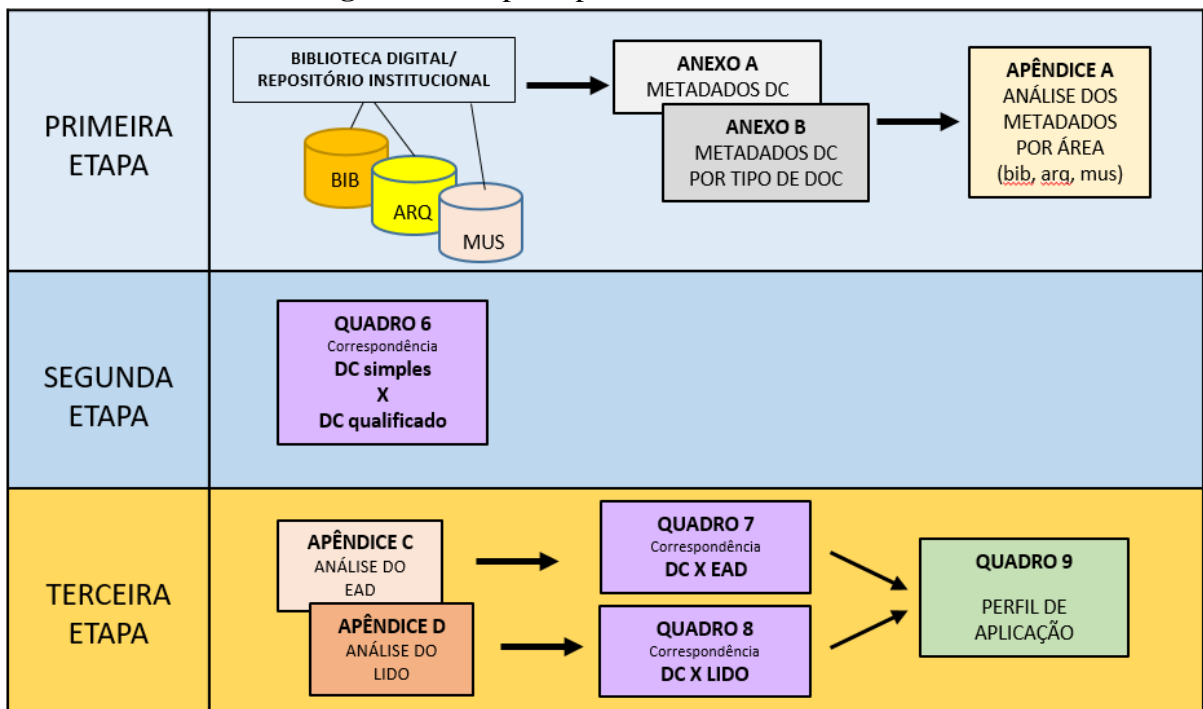 PRIMEIRA
ETAPA
BIBLIOTECA DIGITAL/
REPOSITÓRIO INSTITUCIONAL
BIB
ARQ
MUS
ANEXO A
METADADOS DC
ANEXO B
METADADOS DC
POR TIPO DE DOC
APÊNDICE A
ANÁLISE DOS
METADADOS
POR ÁREA
(bib, arq, mus)
SEGUNDA
ETAPA
QUADRO 6
Correspondência
DC simples
X
DC qualificado
TERCEIRA
ETAPA
APÊNDICE C
ANÁLISE DO
EAD
APÊNDICE D
ANÁLISE DO
LIDO
QUADRO 7
Correspondência
DC X EAD
QUADRO 8
Correspondência
DC X LIDO
QUADRO 9
PERFIL DE
APLICAÇÃO